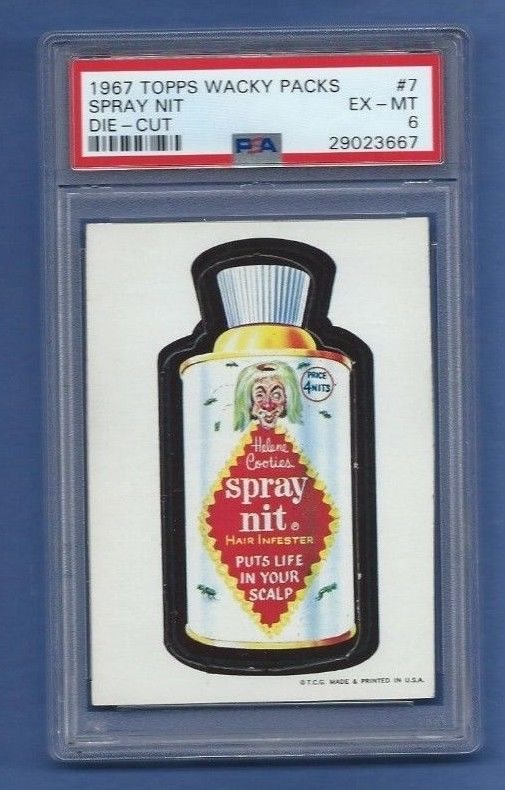 1967 TOPPS WACKY PACKS #7
SPRAY NIT EX - MT
DIE - CUT 6
PSA 29023667
PRICE
4 NITS
Helene
Cooties
spray
nit®
HAIR INFESTER
PUTS LIFE
IN YOUR
SCALP
© T.C.G. MADE & PRINTED IN U.S.A.